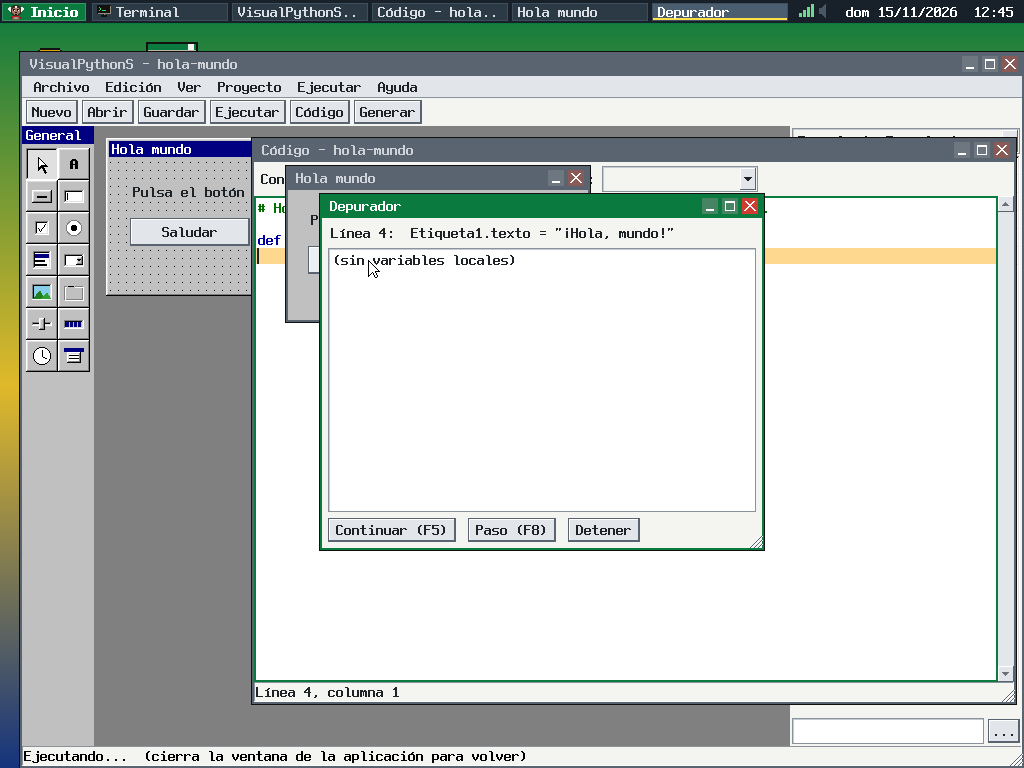 Inicio
Terminal
VisualPythonS..
Código - hola..
Hola mundo
Depurador
dom 15/11/2026 12:45
VisualPythonS - hola-mundo
Archivo Edición Ver Proyecto Ejecutar Ayuda
Nuevo Abrir Guardar Ejecutar Código Generar
General
A
Hola mundo
Pulsa el botón
Saludar
Código - hola-mundo
Con
# Ho
def
Hola mundo
P
Depurador
Línea 4: Etiqueta1.texto = "¡Hola, mundo!"
(sin variables locales)
Continuar (F5) Paso (F8) Detener
Línea 4, columna 1
...
Ejecutando... (cierra la ventana de la aplicación para volver)